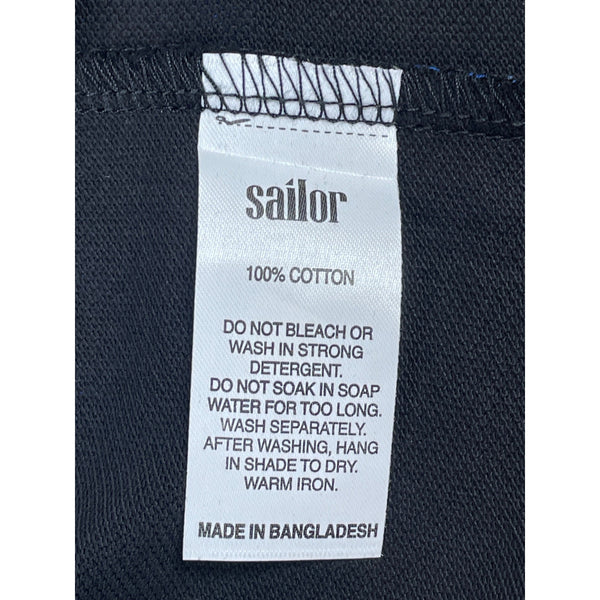 sailor
100% COTTON
DO NOT BLEACH OR
WASH IN STRONG
DETERGENT.
DO NOT SOAK IN SOAP
WATER FOR TOO LONG.
WASH SEPARATELY.
AFTER WASHING, HANG
IN SHADE TO DRY.
WARM IRON.
MADE IN BANGLADESH